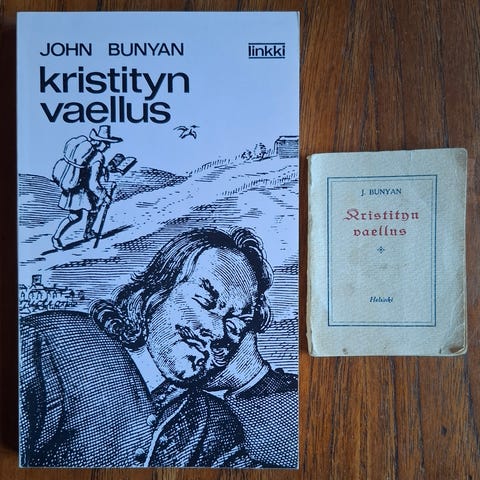 JOHN BUNYAN
linkki
kristityn
vaellus
J. BUNYAN
Kristityn
vaellus
Helsinki